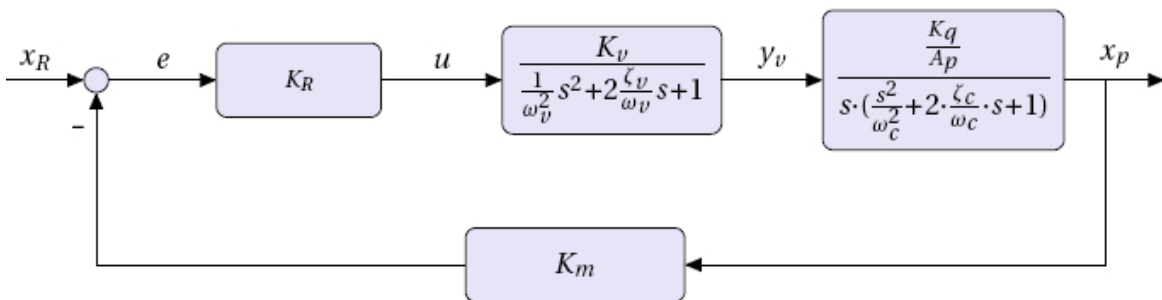 x_R
e
K_R
u
K_v
1/ω_v² s²+2 ζ_v/ω_v s+1
y_v
K_q/A_p
s·(s²/ω_c²+2·ζ_c/ω_c·s+1)
x_p
–
K_m